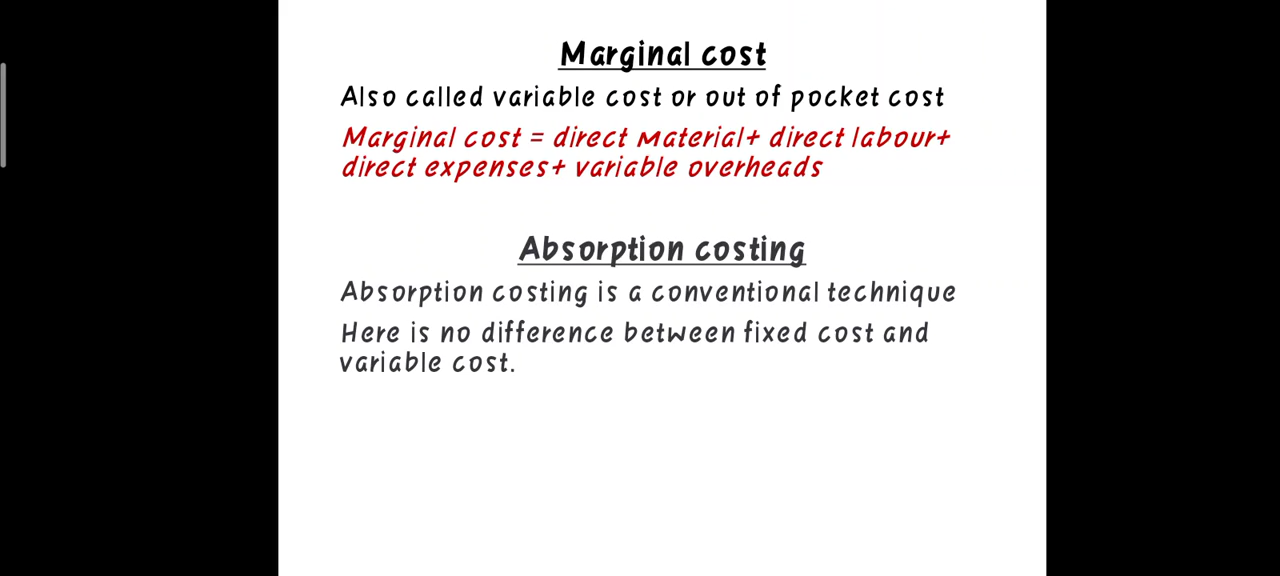 Marginal cost
Also called variable cost or out of pocket cost
Marginal cost = direct Material+ direct labour+
direct expenses+ variable overheads
Absorption costing
Absorption costing is a conventional technique
Here is no difference between fixed cost and
variable cost.